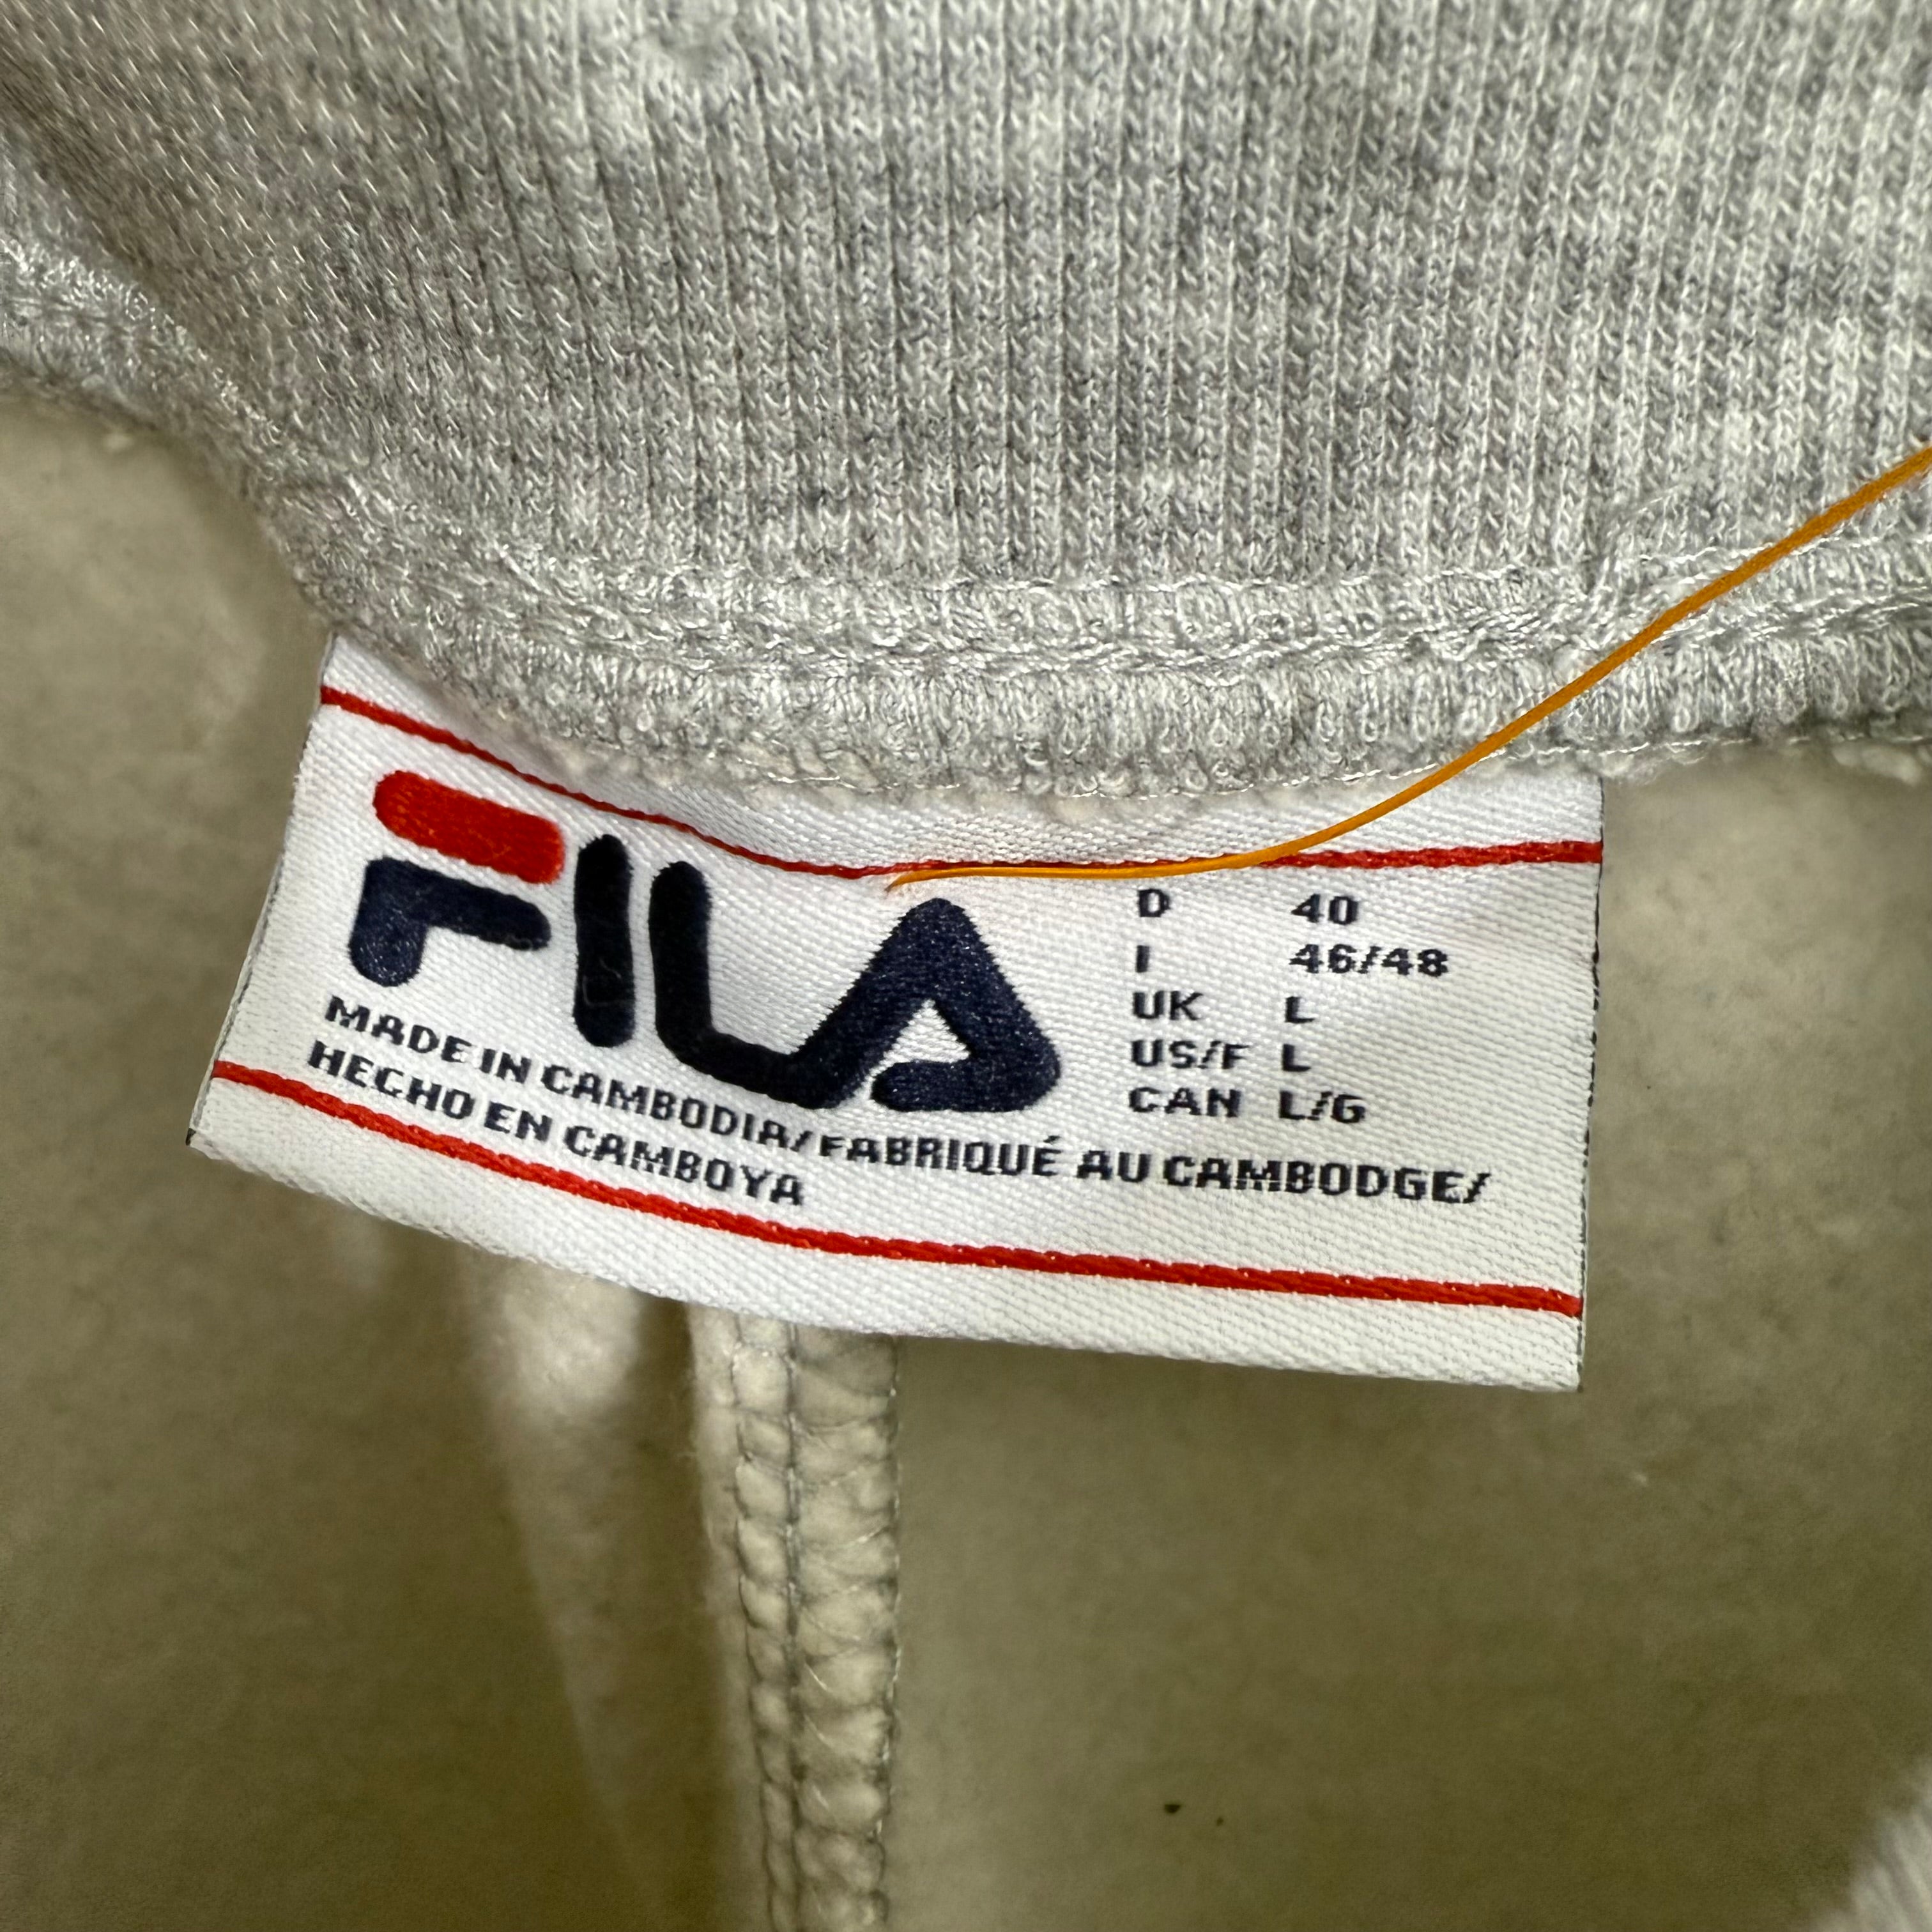 FILA
D 40
I 46/48
UK L
US/F L
CAN L/G
MADE IN CAMBODIA/FABRIQUÉ AU CAMBODGE/
HECHO EN CAMBOYA